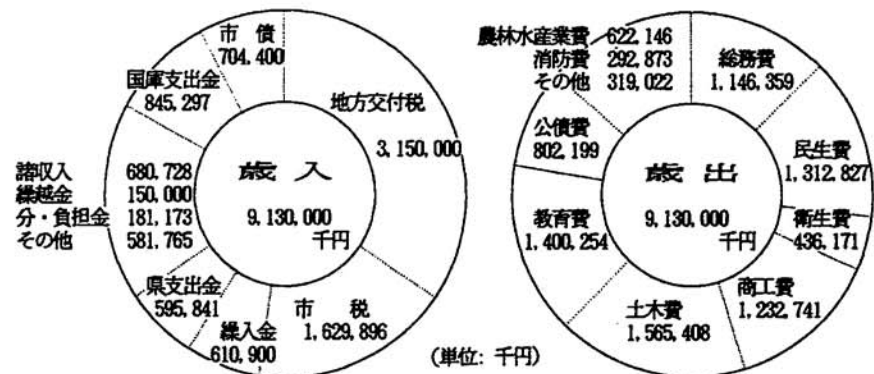 市債
704,400
国庫支出金
845,297
地方交付税
3,150,000
諸収入 680,728
繰越金 150,000
分・負担金 181,173
その他 581,765
歳入
9,130,000
千円
県支出金
595,841
繰入金
610,900
市税
1,629,896
(単位: 千円)
農林水産業費 622,146
消防費 292,873
その他 319,022
総務費
1,146,359
公債費
802,199
民生費
1,312,827
歳出
9,130,000
千円
教育費
1,400,254
衛生費
436,171
商工費
1,232,741
土木費
1,565,408